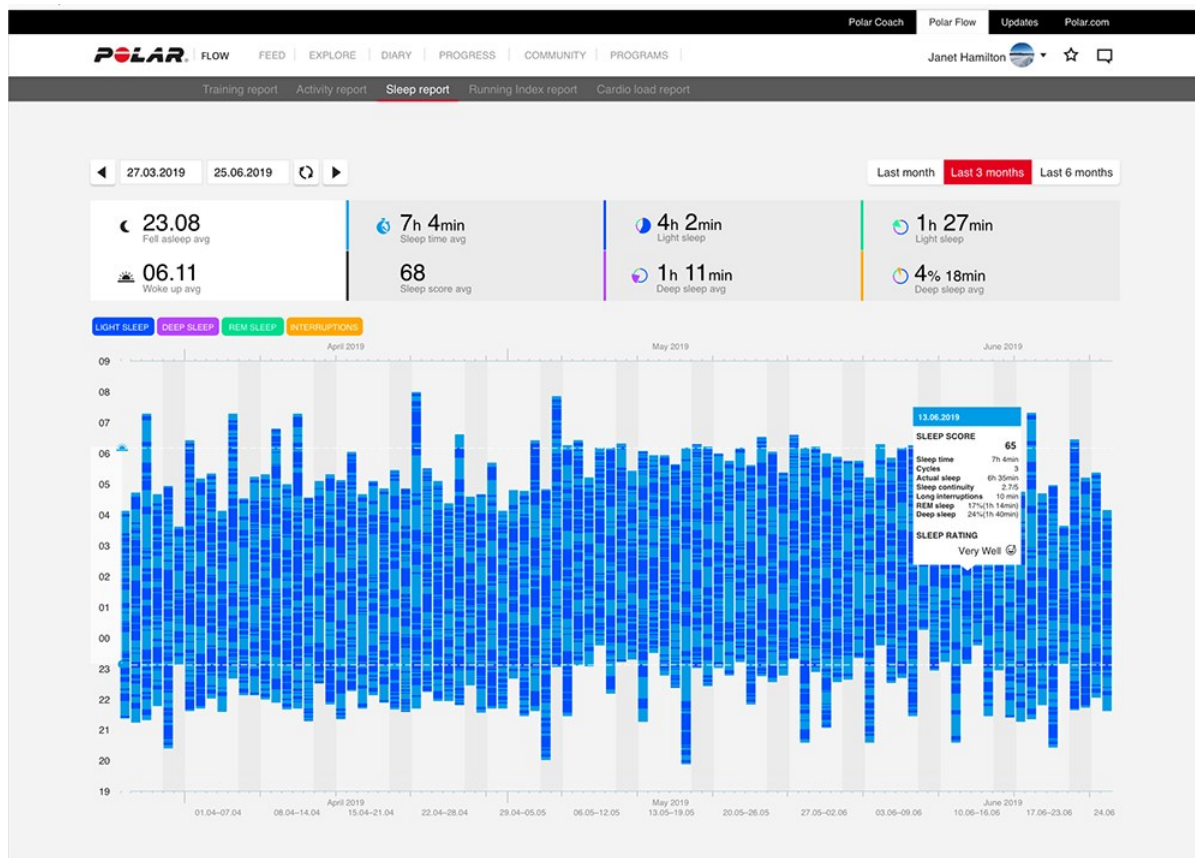 Polar Coach Polar Flow Updates Polar.com
POLAR. FLOW FEED EXPLORE DIARY PROGRESS COMMUNITY PROGRAMS Janet Hamilton
Training report Activity report Sleep report Running Index report Cardio load report
27.03.2019 25.06.2019 Last month Last 3 months Last 6 months
23.08 7h 4min 4h 2min 1h 27min
Fell asleep avg Sleep time avg Light sleep Light sleep
06.11 68 1h 11min 4% 18min
Woke up avg Sleep score avg Deep sleep avg Deep sleep avg
LIGHT SLEEP DEEP SLEEP REM SLEEP INTERRUPTIONS
April 2019 May 2019 June 2019
09
08
07
06
05
04
03
02
01
00
23
22
21
20
19
13.06.2019
SLEEP SCORE
65
Sleep time 7h 4min
Cycles 3
Actual sleep 6h 35min
Sleep continuity 2.7/5
Long interruptions 10 min
REM sleep 17%(1h 14min)
Deep sleep 24%(1h 40min)
SLEEP RATING
Very Well
April 2019 May 2019 June 2019
01.04–07.04 08.04–14.04 15.04–21.04 22.04–28.04 29.04–05.05 06.05–12.05 13.05–19.05 20.05–26.05 27.05–02.06 03.06–09.06 10.06–16.06 17.06–23.06 24.06